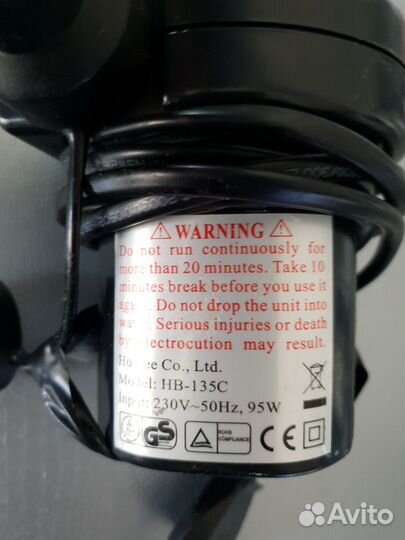 WARNING
Do not run continuously for
more than 20 minutes. Take 10
minutes break before you use it
Do not drop the unit into
Serious injuries or death
by electrocution may result.
Co., Ltd.
Model: HB-135C
Input: 230V~50Hz, 95W
GS
ROHS
COMPLIANCE
CE
Avito